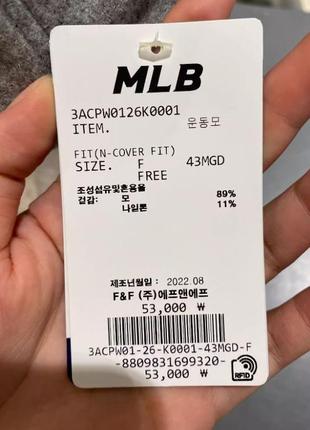 MLB
3ACPW0126K0001
ITEM. 운동모
FIT(N-COVER FIT)
SIZE. F 43MGD
FREE
조성섬유및혼용율
겉감: 모 89%
나일론 11%
제조년월일 : 2022.08
F&F (주)에프앤에프
53,000 ₩
3ACPW01-26-K0001-43MGD-F
-8809831699320-
53,000 ₩
RFID